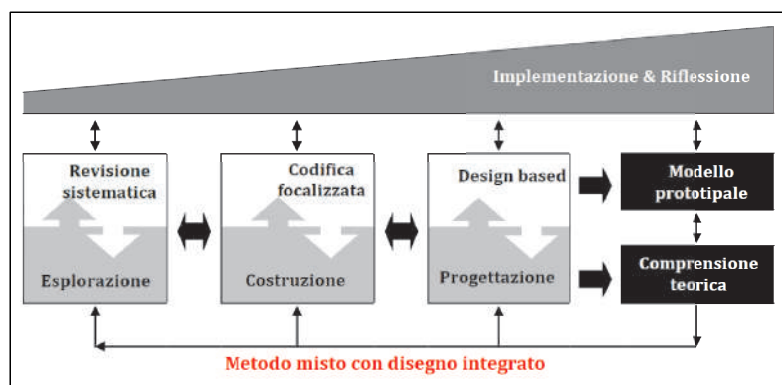 Implementazione & Riflessione
Revisione
sistematica
Esplorazione
Codifica
focalizzata
Costruzione
Design based
Progettazione
Modello
prototipale
Comprensione
teorica
Metodo misto con disegno integrato